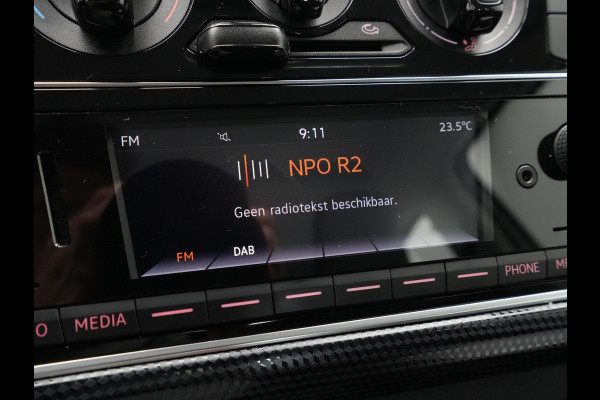 FM 9:11 23.5°C
NPO R2
Geen radiotekst beschikbaar.
FM DAB
MEDIA PHONE